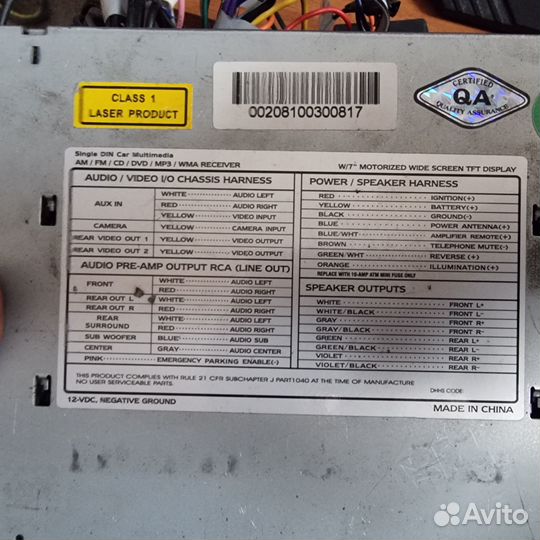 CLASS 1
LASER PRODUCT
00208100300817
CERTIFIED
QA
QUALITY ASSURANCE
Single DIN Car Multimedia
AM / FM / CD / DVD / MP3 / WMA RECEIVER
W/7" MOTORIZED WIDE SCREEN TFT DISPLAY
AUDIO / VIDEO I/O CHASSIS HARNESS
AUX IN
WHITE AUDIO LEFT
RED AUDIO RIGHT
YELLOW VIDEO INPUT
CAMERA YELLOW CAMERA INPUT
REAR VIDEO OUT 1 YELLOW VIDEO OUTPUT
REAR VIDEO OUT 2 YELLOW VIDEO OUTPUT
AUDIO PRE-AMP OUTPUT RCA (LINE OUT)
FRONT WHITE AUDIO LEFT
RED AUDIO RIGHT
REAR OUT L WHITE AUDIO LEFT
REAR OUT R RED AUDIO RIGHT
REAR SURROUND WHITE AUDIO LEFT
RED AUDIO RIGHT
SUB WOOFER BLUE AUDIO SUB
CENTER GRAY AUDIO CENTER
PINK EMERGENCY PARKING ENABLE(-)
POWER / SPEAKER HARNESS
RED IGNITION(+)
YELLOW BATTERY(+)
BLACK GROUND(-)
BLUE POWER ANTENNA(+)
BLUE/WHT AMPLIFIER REMOTE(+)
BROWN TELEPHONE MUTE(-)
GREEN/WHT REVERSE (+)
ORANGE ILLUMINATION(+)
REPLACE WITH 10-AMP ATM MINI FUSE ONLY
SPEAKER OUTPUTS
WHITE FRONT L+
WHITE/BLACK FRONT L-
GRAY FRONT R+
GRAY/BLACK FRONT R-
GREEN REAR L+
GREEN/BLACK REAR L-
VIOLET REAR R+
VIOLET/BLACK REAR R-
THIS PRODUCT COMPLIES WITH RULE 21 CFR SUBCHAPTER J PART1040 AT THE TIME OF MANUFACTURE
NO USER SERVICEABLE PARTS.
DHHS CODE
12-VDC, NEGATIVE GROUND
MADE IN CHINA
Avito